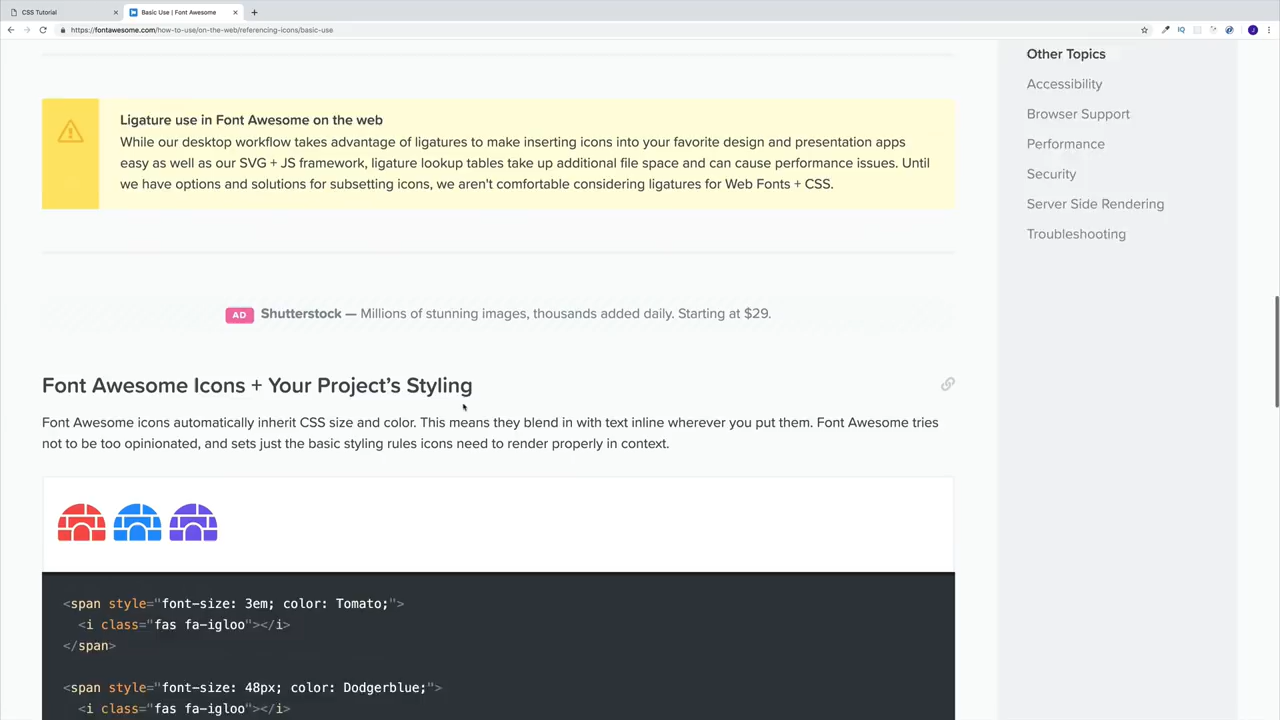 CSS Tutorial
Basic Use | Font Awesome
https://fontawesome.com/how-to-use/on-the-web/referencing-icons/basic-use
IQ
J
Other Topics
Accessibility
Browser Support
Performance
Security
Server Side Rendering
Troubleshooting
Ligature use in Font Awesome on the web
While our desktop workflow takes advantage of ligatures to make inserting icons into your favorite design and presentation apps
easy as well as our SVG + JS framework, ligature lookup tables take up additional file space and can cause performance issues. Until
we have options and solutions for subsetting icons, we aren't comfortable considering ligatures for Web Fonts + CSS.
AD Shutterstock — Millions of stunning images, thousands added daily. Starting at $29.
Font Awesome Icons + Your Project's Styling
Font Awesome icons automatically inherit CSS size and color. This means they blend in with text inline wherever you put them. Font Awesome tries
not to be too opinionated, and sets just the basic styling rules icons need to render properly in context.
<span style="font-size: 3em; color: Tomato;">
<i class="fas fa-igloo"></i>
</span>
<span style="font-size: 48px; color: Dodgerblue;">
<i class="fas fa-igloo"></i>